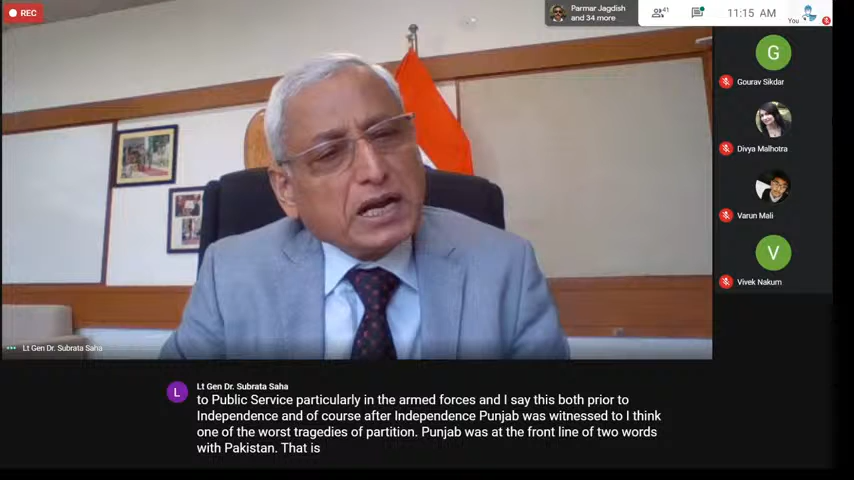 REC
Parmar Jagdish
and 34 more
41
11:15 AM
You
G
Gourav Sikdar
Divya Malhotra
Varun Mali
V
Vivek Nakum
Lt Gen Dr. Subrata Saha
L
Lt Gen Dr. Subrata Saha
to Public Service particularly in the armed forces and I say this both prior to
Independence and of course after Independence Punjab was witnessed to I think
one of the worst tragedies of partition. Punjab was at the front line of two words
with Pakistan. That is